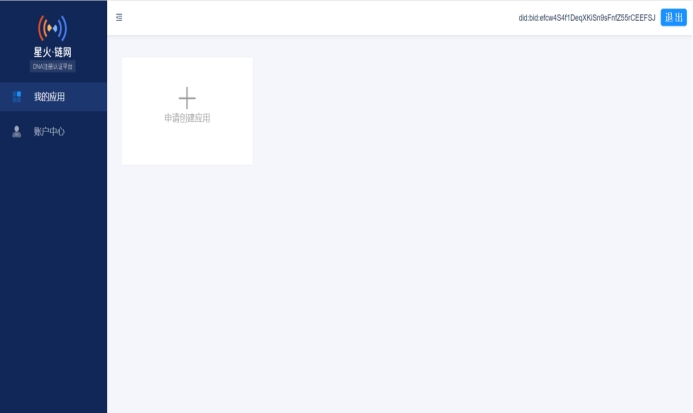 星火·链网
DNA注册认证平台
我的应用
账户中心
did:bid:efcw4S4f1DeqXKiSn9sFnfZ55rCEEFSJ
退 出
申请创建应用